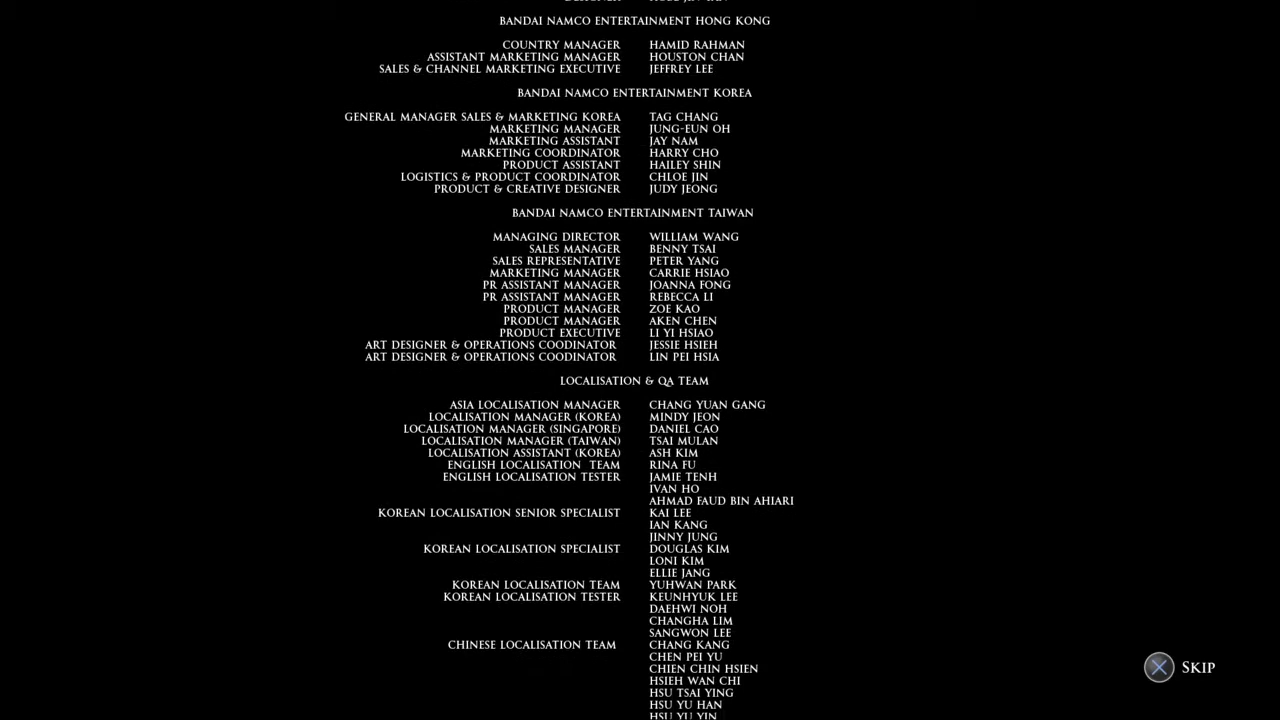 BANDAI NAMCO ENTERTAINMENT HONG KONG
COUNTRY MANAGER HAMID RAHMAN
ASSISTANT MARKETING MANAGER HOUSTON CHAN
SALES & CHANNEL MARKETING EXECUTIVE JEFFREY LEE
BANDAI NAMCO ENTERTAINMENT KOREA
GENERAL MANAGER SALES & MARKETING KOREA TAG CHANG
MARKETING MANAGER JUNG-EUN OH
MARKETING ASSISTANT JAY NAM
MARKETING COORDINATOR HARRY CHO
PRODUCT ASSISTANT HAILEY SHIN
LOGISTICS & PRODUCT COORDINATOR CHLOE JIN
PRODUCT & CREATIVE DESIGNER JUDY JEONG
BANDAI NAMCO ENTERTAINMENT TAIWAN
MANAGING DIRECTOR WILLIAM WANG
SALES MANAGER BENNY TSAI
SALES REPRESENTATIVE PETER YANG
MARKETING MANAGER CARRIE HSIAO
PR ASSISTANT MANAGER JOANNA FONG
PR ASSISTANT MANAGER REBECCA LI
PRODUCT MANAGER ZOE KAO
PRODUCT MANAGER AKEN CHEN
PRODUCT EXECUTIVE LI YI HSIAO
ART DESIGNER & OPERATIONS COODINATOR JESSIE HSIEH
ART DESIGNER & OPERATIONS COODINATOR LIN PEI HSIA
LOCALISATION & QA TEAM
ASIA LOCALISATION MANAGER CHANG YUAN GANG
LOCALISATION MANAGER (KOREA) MINDY JEON
LOCALISATION MANAGER (SINGAPORE) DANIEL CAO
LOCALISATION MANAGER (TAIWAN) TSAI MULAN
LOCALISATION ASSISTANT (KOREA) ASH KIM
ENGLISH LOCALISATION TEAM RINA FU
ENGLISH LOCALISATION TESTER JAMIE TENH
IVAN HO
AHMAD FAUD BIN AHIARI
KOREAN LOCALISATION SENIOR SPECIALIST KAI LEE
IAN KANG
JINNY JUNG
KOREAN LOCALISATION SPECIALIST DOUGLAS KIM
LONI KIM
ELLIE JANG
KOREAN LOCALISATION TEAM YUHWAN PARK
KOREAN LOCALISATION TESTER KEUNHYUK LEE
DAEHWI NOH
CHANGHA LIM
SANGWON LEE
CHINESE LOCALISATION TEAM CHANG KANG
CHEN PEI YU
CHIEN CHIN HSIEN
HSIEH WAN CHI
HSU TSAI YING
HSU YU HAN
HSU YU YIN
SKIP